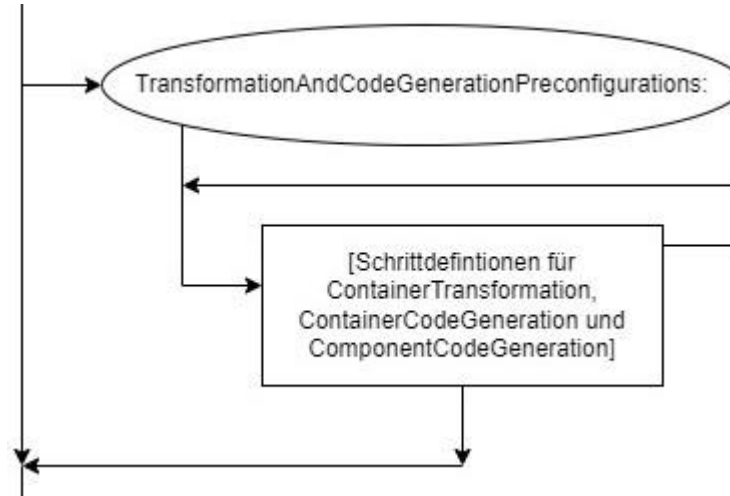 TransformationAndCodeGenerationPreconfigurations:
[Schrittdefintionen für
ContainerTransformation,
ContainerCodeGeneration und
ComponentCodeGeneration]